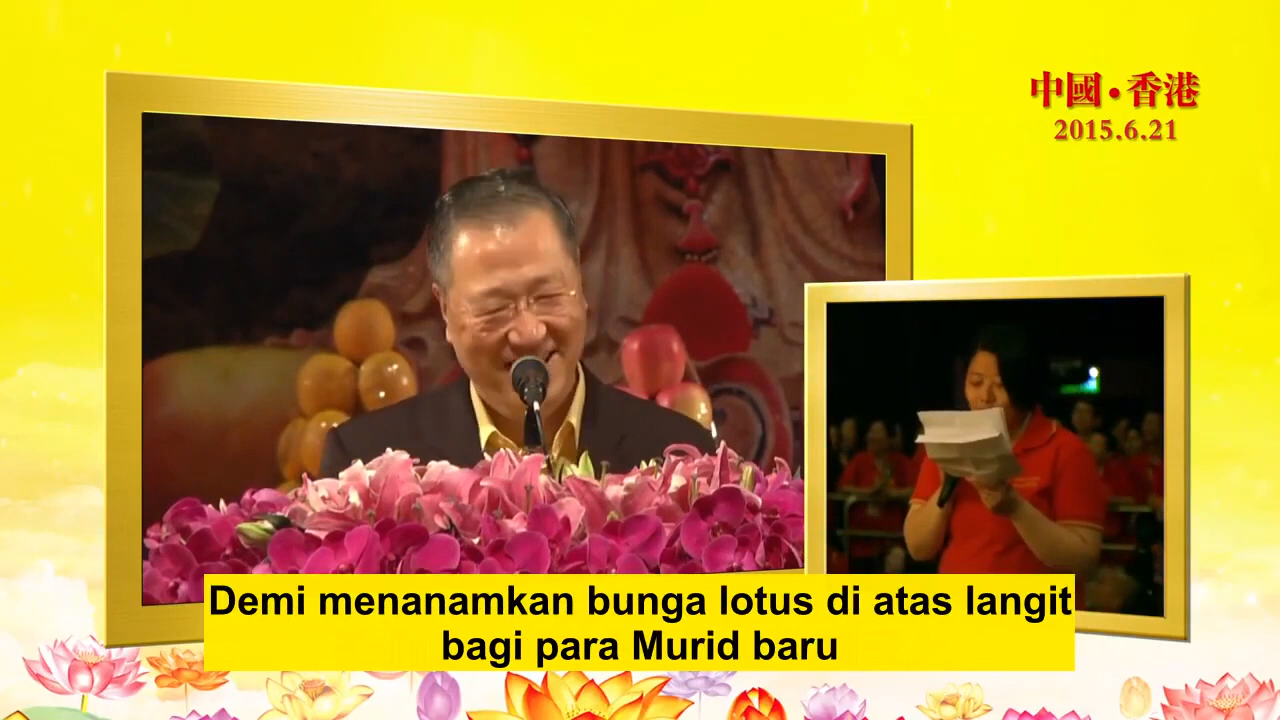 中國•香港
2015.6.21
Demi menanamkan bunga lotus di atas langit
bagi para Murid baru